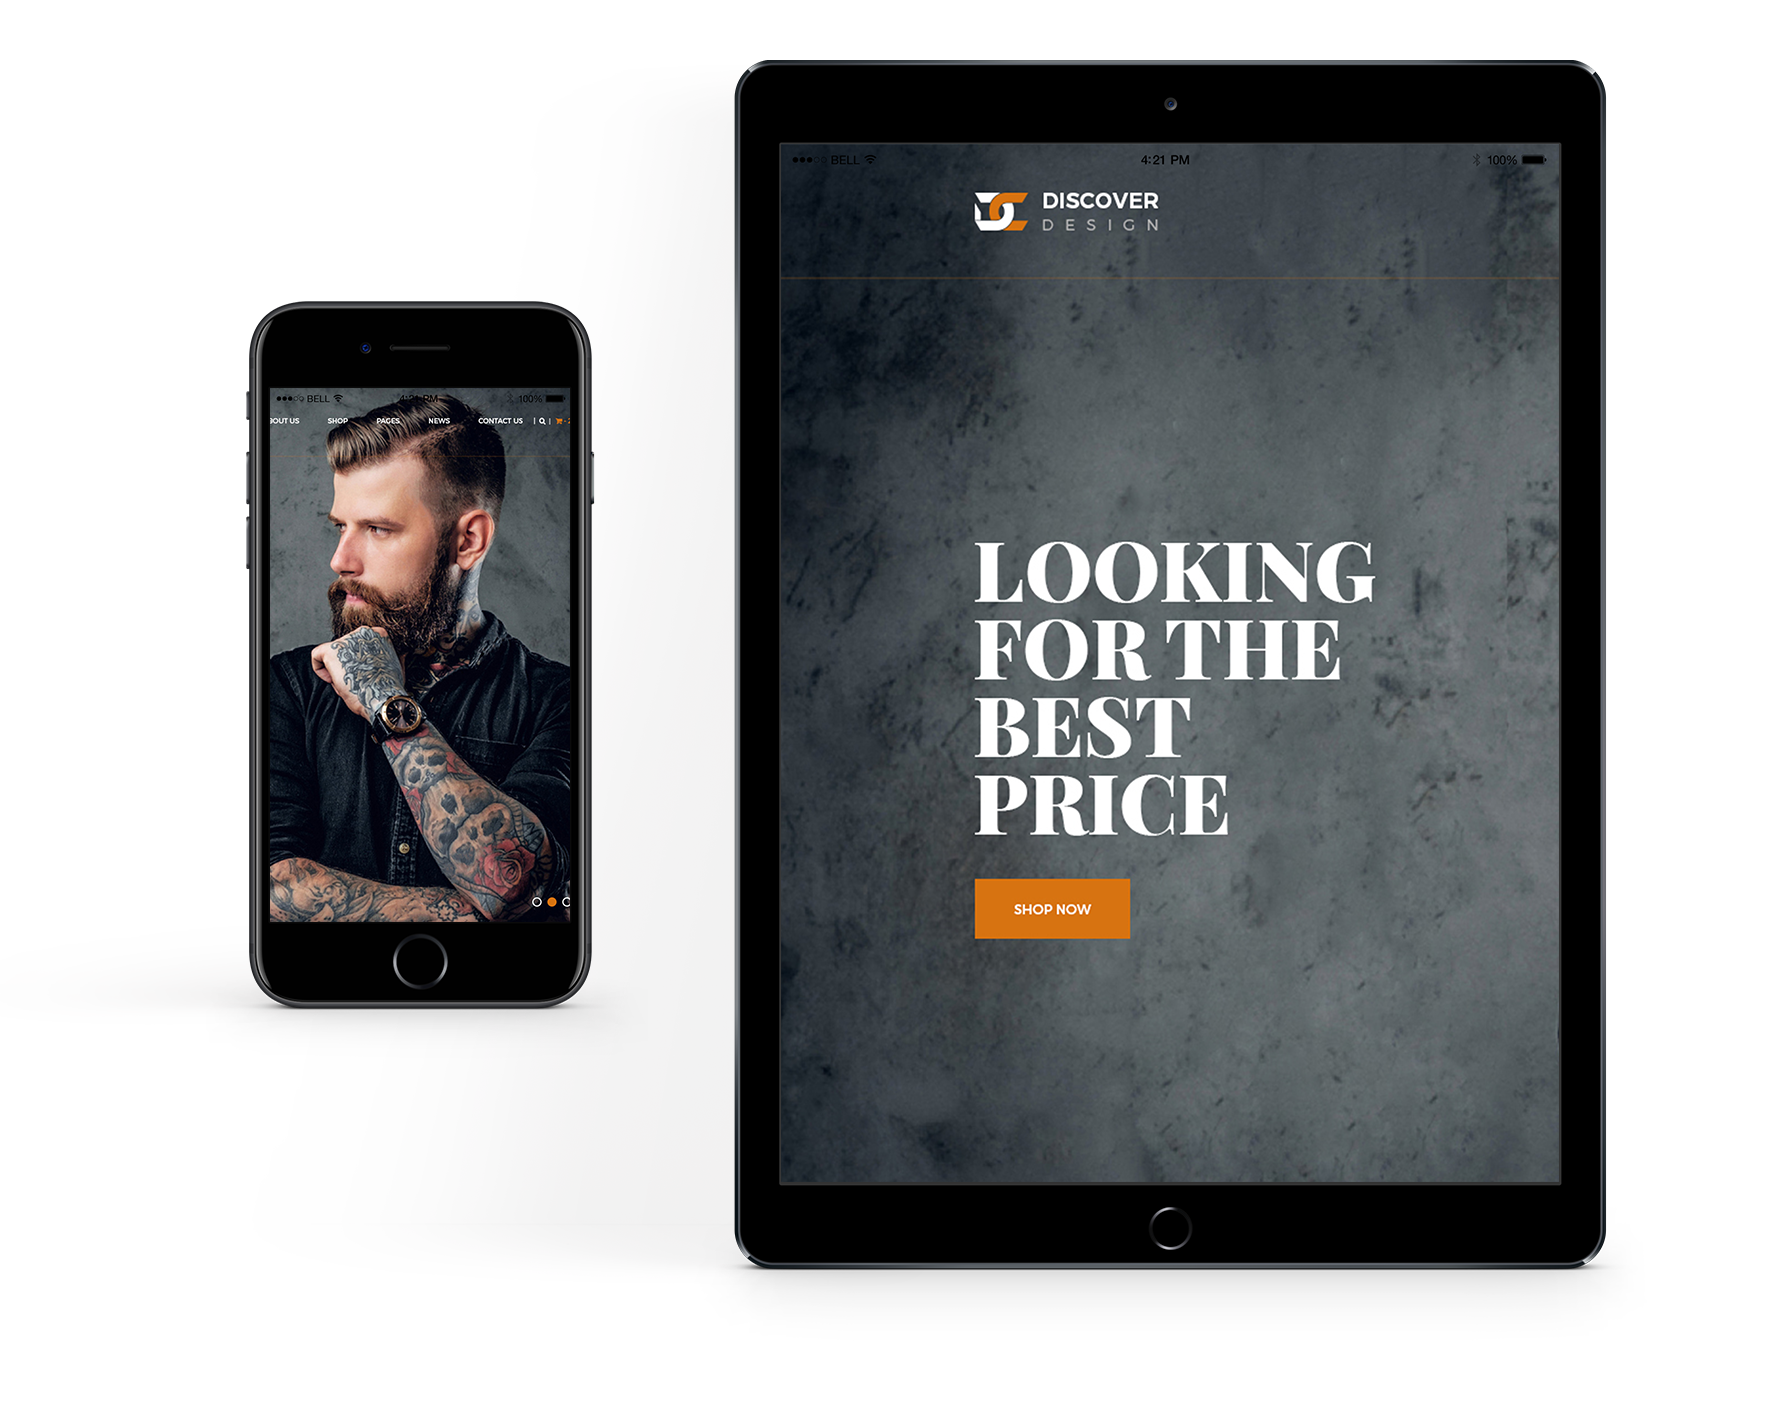 BELL 4:21 PM 100%
BOUT US SHOP PAGES NEWS CONTACT US
BELL 4:21 PM 100%
DISCOVER
DESIGN
LOOKING
FOR THE
BEST
PRICE
SHOP NOW